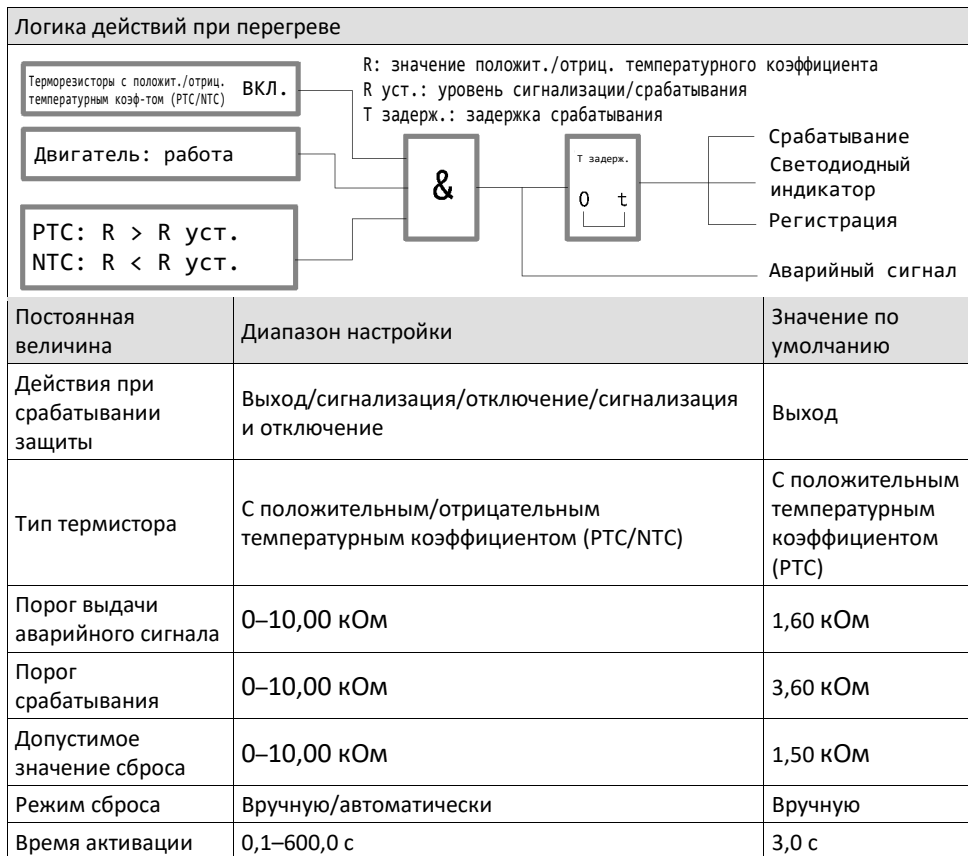 Логика действий при перегреве
Терморезисторы с положит./отриц.
температурным коэф-том (PTC/NTC)
ВКЛ.
R: значение положит./отриц. температурного коэффициента
R уст.: уровень сигнализации/срабатывания
Т задерж.: задержка срабатывания
Двигатель: работа
PTC: R > R уст.
NTC: R < R уст.
&
Т задерж.
0 t
Срабатывание
Светодиодный
индикатор
Регистрация
Аварийный сигнал
Постоянная
величина
Диапазон настройки
Значение по
умолчанию
Действия при
срабатывании
защиты
Выход/сигнализация/отключение/сигнализация
и отключение
Выход
Тип термистора
С положительным/отрицательным
температурным коэффициентом (PTC/NTC)
С положительным
температурным
коэффициентом
(PTC)
Порог выдачи
аварийного сигнала
0–10,00 кОм
1,60 кОм
Порог
срабатывания
0–10,00 кОм
3,60 кОм
Допустимое
значение сброса
0–10,00 кОм
1,50 кОм
Режим сброса
Вручную/автоматически
Вручную
Время активации
0,1–600,0 с
3,0 с